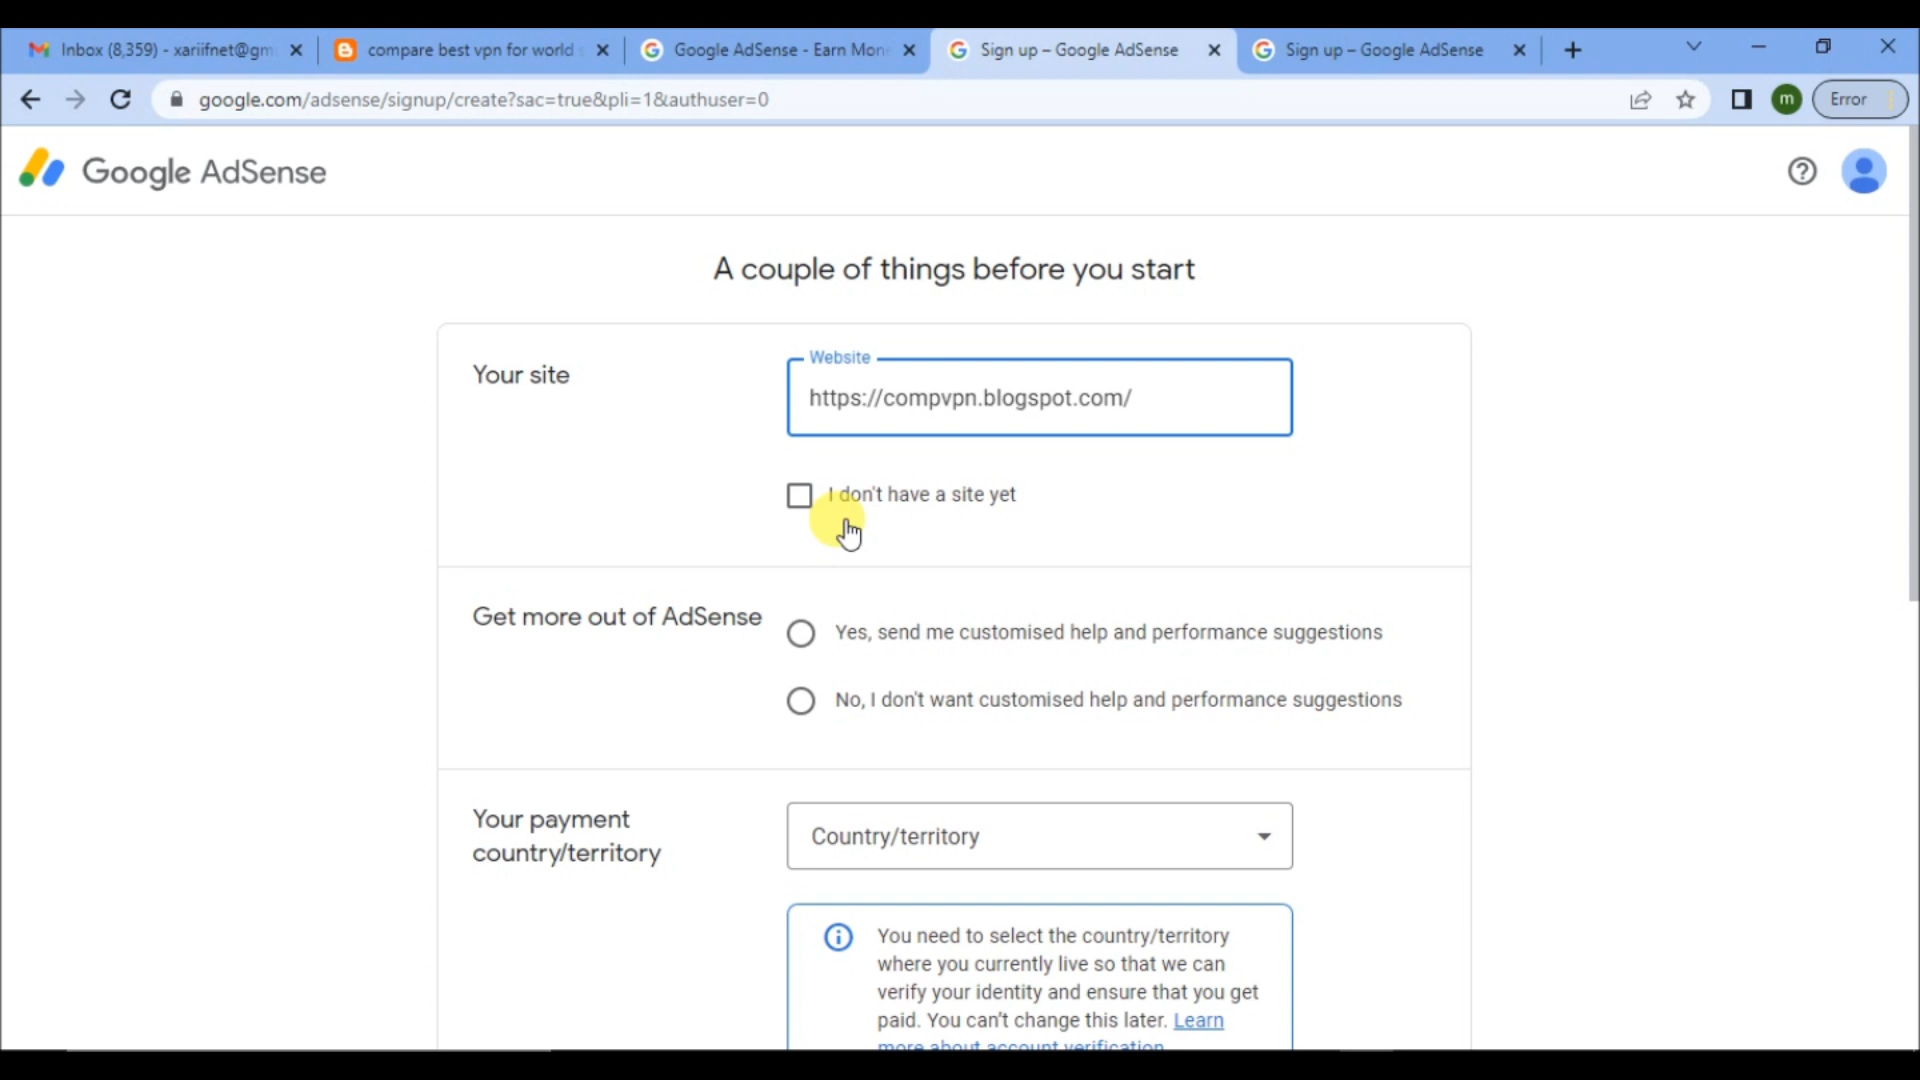 Inbox (8,359) - xariifnet@gm
compare best vpn for world
Google AdSense - Earn Mon
Sign up – Google AdSense
Sign up – Google AdSense
google.com/adsense/signup/create?sac=true&pli=1&authuser=0
m
Error
Google AdSense
A couple of things before you start
Your site
Website
https://compvpn.blogspot.com/
I don't have a site yet
Get more out of AdSense
Yes, send me customised help and performance suggestions
No, I don't want customised help and performance suggestions
Your payment
country/territory
Country/territory
You need to select the country/territory
where you currently live so that we can
verify your identity and ensure that you get
paid. You can't change this later. Learn
more about account verification